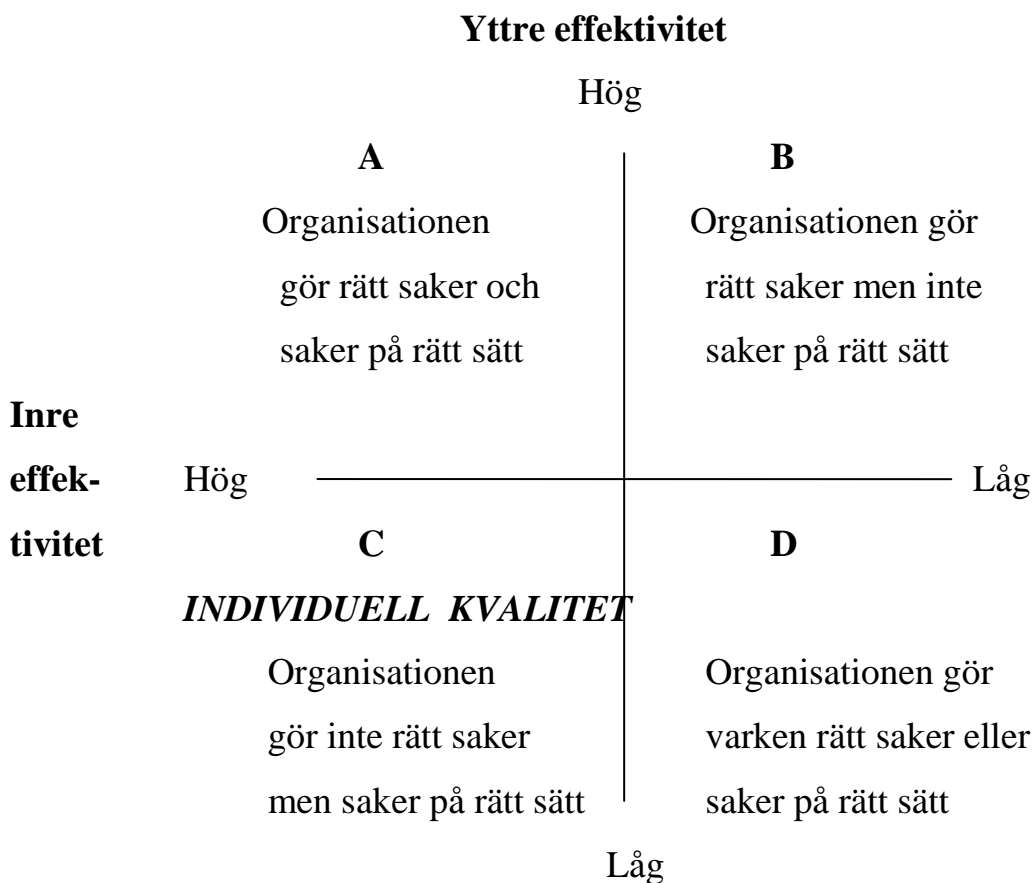 Yttre effektivitet
Hög
A
Organisationen
gör rätt saker och
saker på rätt sätt
B
Organisationen gör
rätt saker men inte
saker på rätt sätt
Inre
effek-
tivitet
Hög
Låg
C
INDIVIDUELL KVALITET
Organisationen
gör inte rätt saker
men saker på rätt sätt
D
Organisationen gör
varken rätt saker eller
saker på rätt sätt
Låg